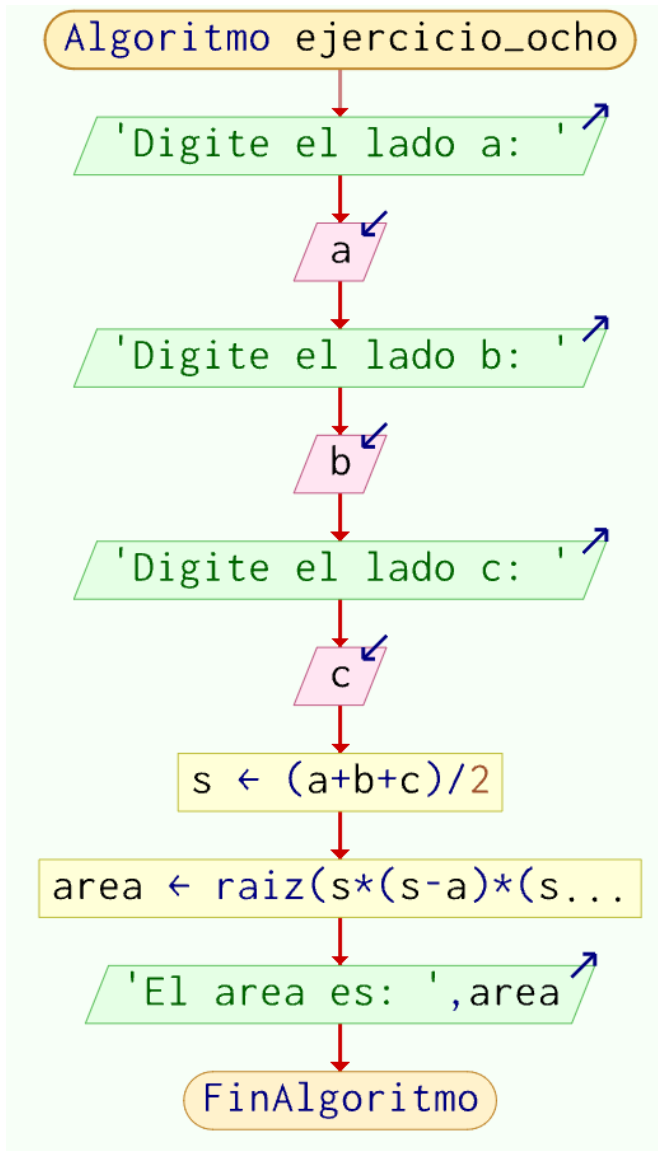 Algoritmo ejercicio_ocho
'Digite el lado a: '
a
'Digite el lado b: '
b
'Digite el lado c: '
c
s ← (a+b+c)/2
area ← raiz(s*(s-a)*(s...
'El area es: ',area
FinAlgoritmo